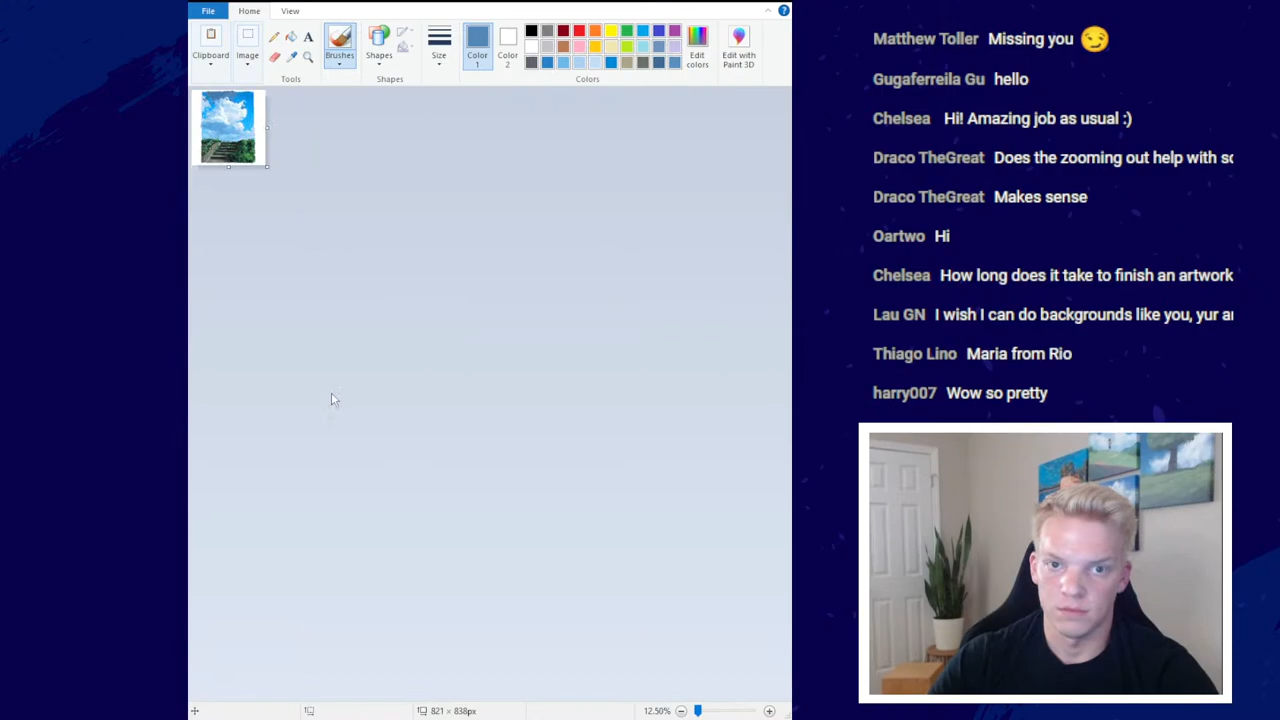 File Home View
Clipboard
Image
A
Tools
Brushes
Shapes
Shapes
Size
Color 1
Color 2
Colors
Edit colors
Edit with Paint 3D
Matthew Toller Missing you 😏
Gugaferreila Gu hello
Chelsea Hi! Amazing job as usual :)
Draco TheGreat Does the zooming out help with sc
Draco TheGreat Makes sense
Oartwo Hi
Chelsea How long does it take to finish an artwork
Lau GN I wish I can do backgrounds like you, yur ar
Thiago Lino Maria from Rio
harry007 Wow so pretty
821 × 838px
12.50%